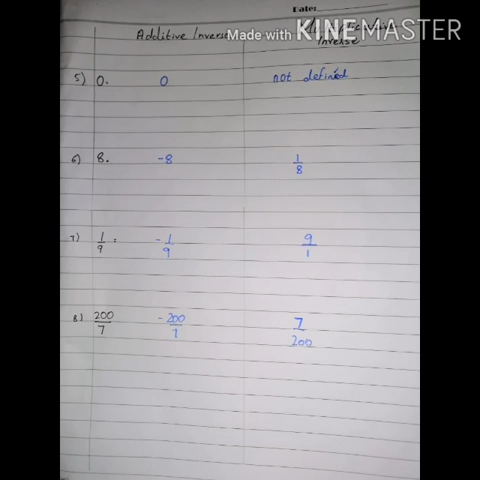 Date:
Made with KINEMASTER
Additive Inverse
Inverse
5) 0. 0 not defined
6) 8. -8 1/8
7) 1/9 : -1/9 9/1
8) 200/7 -200/7 7/200